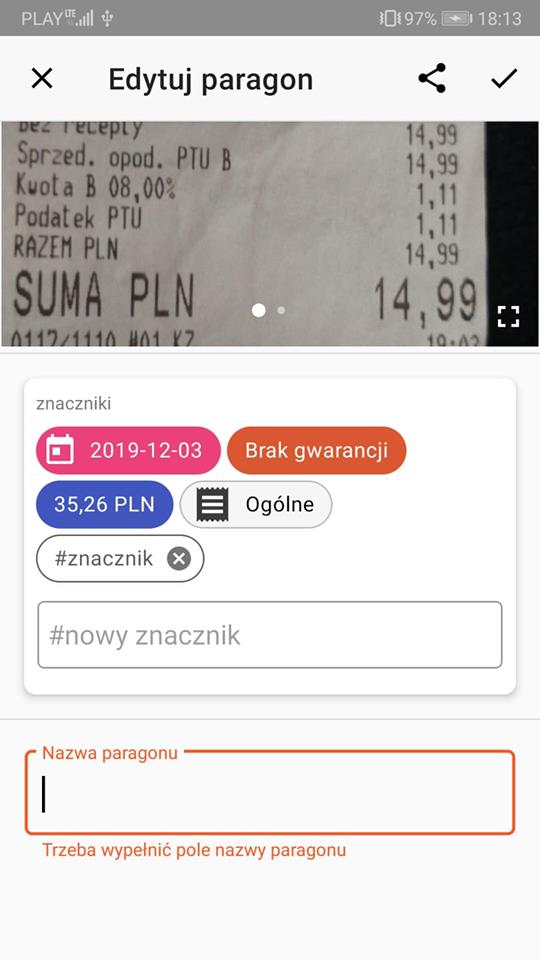 PLAY LTE 97% 18:13
Edytuj paragon
bez recepty 14,99
Sprzed. opod. PTU B 14,99
Kwota B 08,00% 1,11
Podatek PTU 1,11
RAZEM PLN 14,99
SUMA PLN 14,99
0112/1110 #01 KZ 19:02
znaczniki
2019-12-03 Brak gwarancji
35,26 PLN Ogólne
#znacznik
#nowy znacznik
Nazwa paragonu
Trzeba wypełnić pole nazwy paragonu